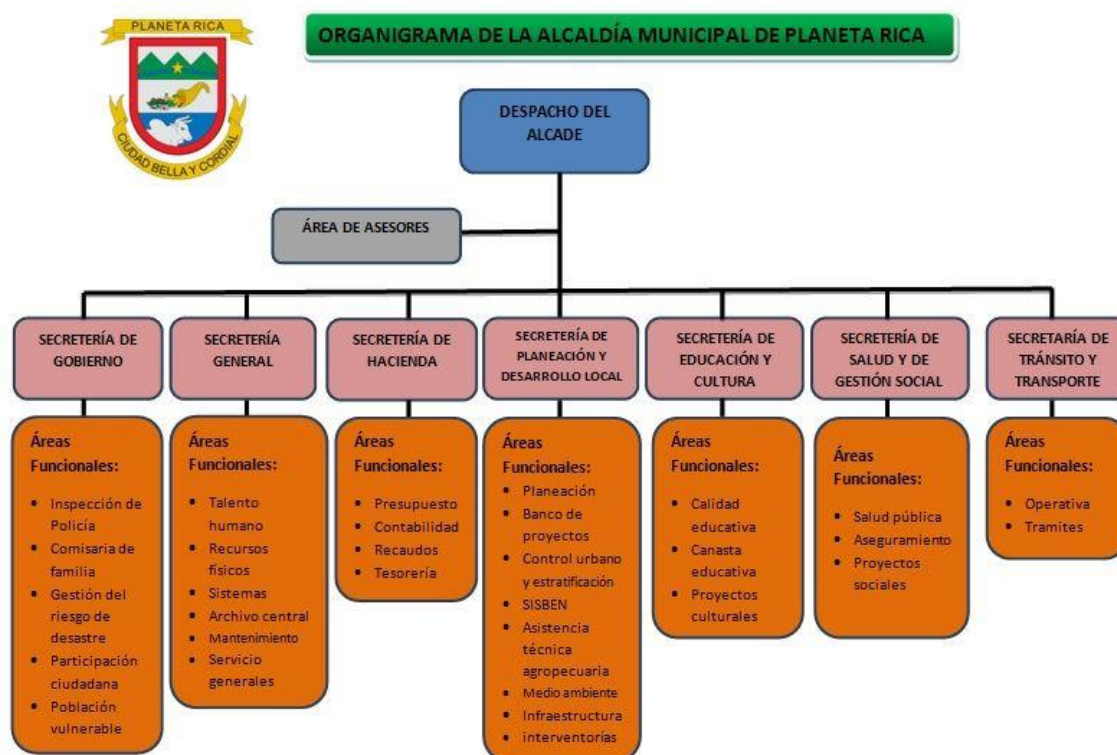 PLANETA RICA
CIUDAD BELLA Y CORDIAL
ORGANIGRAMA DE LA ALCALDÍA MUNICIPAL DE PLANETA RICA
DESPACHO DEL
ALCADE
ÁREA DE ASESORES
SECRETERÍA DE
GOBIERNO
SECRETERÍA
GENERAL
SECRETERÍA DE
HACIENDA
SECRETERÍA DE
PLANEACIÓN Y
DESARROLLO LOCAL
SECRETERÍA DE
EDUCACIÓN Y
CULTURA
SECRETERÍA DE
SALUD Y DE
GESTIÓN SOCIAL
SECRETARÍA DE
TRÁNSITO Y
TRANSPORTE
Áreas
Funcionales:
• Inspección de
Policía
• Comisaria de
familia
• Gestión del
riesgo de
desastre
• Participación
ciudadana
• Población
vulnerable
Áreas
Funcionales:
• Talento
humano
• Recursos
físicos
• Sistemas
• Archivo central
• Mantenimiento
• Servicio
generales
Áreas
Funcionales:
• Presupuesto
• Contabilidad
• Recaudos
• Tesorería
Áreas
Funcionales:
• Planeación
• Banco de
proyectos
• Control urbano
y estratificación
• SISBEN
• Asistencia
técnica
agropecuaria
• Medio ambiente
• Infraestructura
• interventorías
Áreas
Funcionales:
• Calidad
educativa
• Canasta
educativa
• Proyectos
culturales
Áreas
Funcionales:
• Salud pública
• Aseguramiento
• Proyectos
sociales
Áreas
Funcionales:
• Operativa
• Tramites